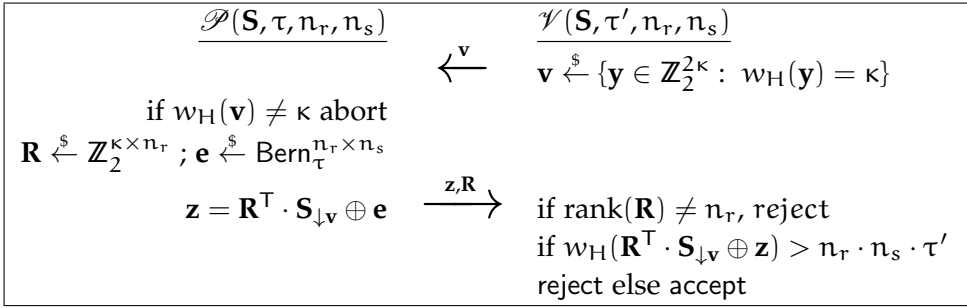 𝒫(S, τ, n_r, n_s)    𝒱(S, τ′, n_r, n_s)
←^v    v ←^$ {y ∈ ℤ_2^{2κ} : w_H(y) = κ}
if w_H(v) ≠ κ abort
R ←^$ ℤ_2^{κ×n_r} ; e ←^$ Bern_τ^{n_r×n_s}
z = R^T · S_{↓v} ⊕ e    →^{z,R}    if rank(R) ≠ n_r, reject
if w_H(R^T · S_{↓v} ⊕ z) > n_r · n_s · τ′
reject else accept